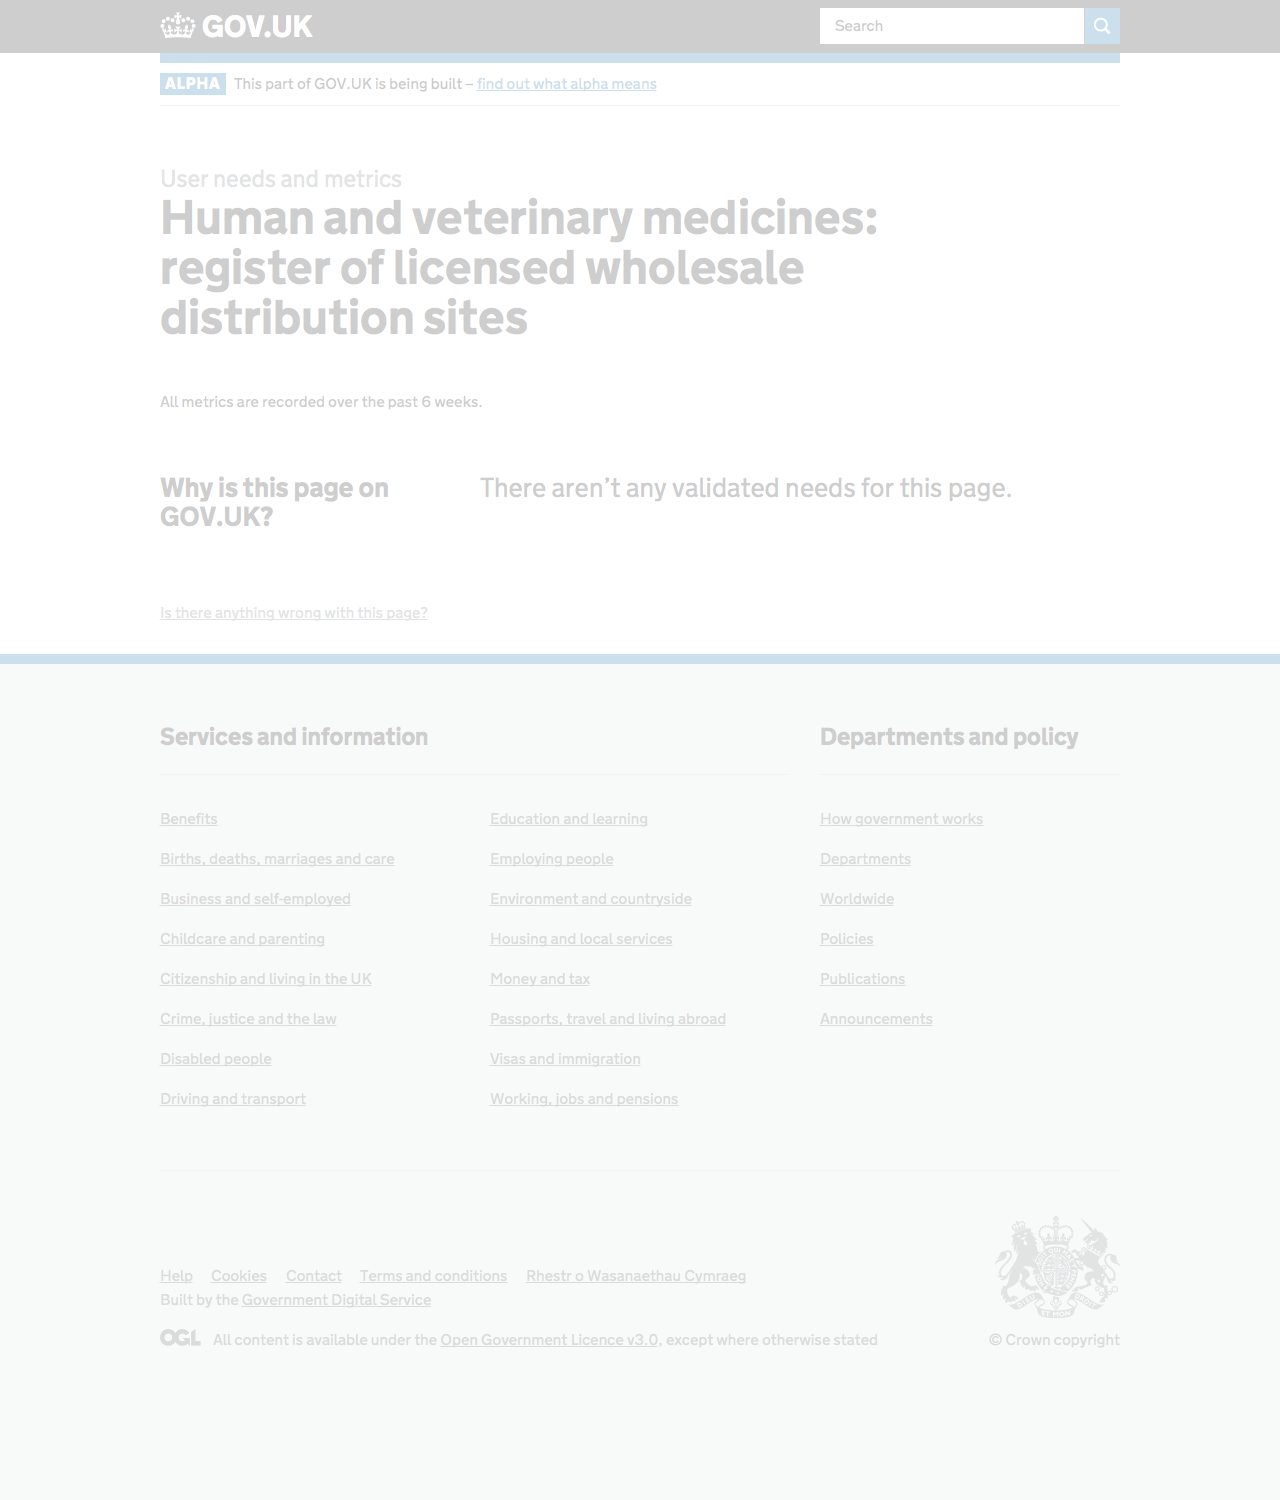 GOV.UK
Search
ALPHA This part of GOV.UK is being built – find out what alpha means
User needs and metrics
Human and veterinary medicines:
register of licensed wholesale
distribution sites
All metrics are recorded over the past 6 weeks.
Why is this page on
GOV.UK?
There aren’t any validated needs for this page.
Is there anything wrong with this page?
Services and information
Benefits
Births, deaths, marriages and care
Business and self-employed
Childcare and parenting
Citizenship and living in the UK
Crime, justice and the law
Disabled people
Driving and transport
Education and learning
Employing people
Environment and countryside
Housing and local services
Money and tax
Passports, travel and living abroad
Visas and immigration
Working, jobs and pensions
Departments and policy
How government works
Departments
Worldwide
Policies
Publications
Announcements
Help Cookies Contact Terms and conditions Rhestr o Wasanaethau Cymraeg
Built by the Government Digital Service
OGL All content is available under the Open Government Licence v3.0, except where otherwise stated
© Crown copyright